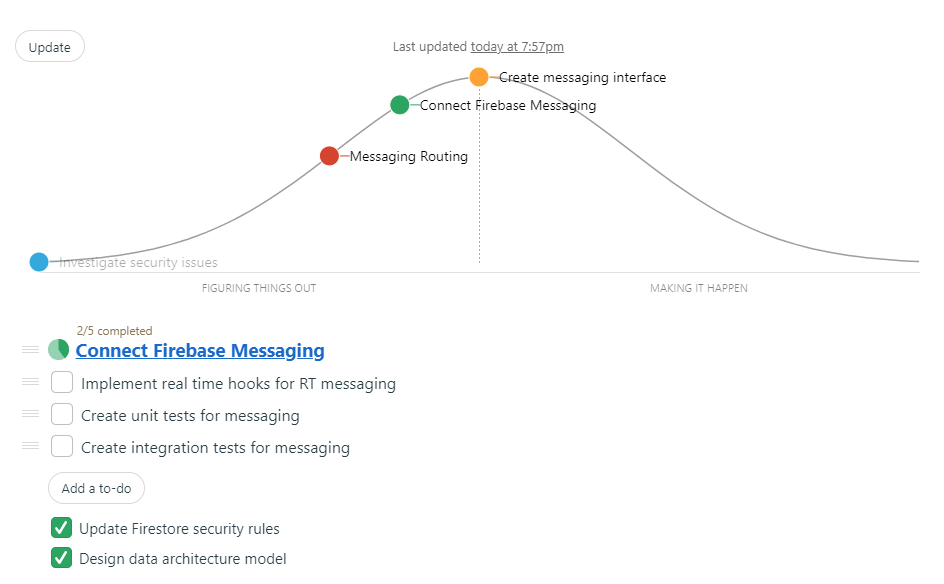 Update
Last updated today at 7:57pm
Create messaging interface
Connect Firebase Messaging
Messaging Routing
Investigate security issues
FIGURING THINGS OUT
MAKING IT HAPPEN
2/5 completed
Connect Firebase Messaging
Implement real time hooks for RT messaging
Create unit tests for messaging
Create integration tests for messaging
Add a to-do
Update Firestore security rules
Design data architecture model